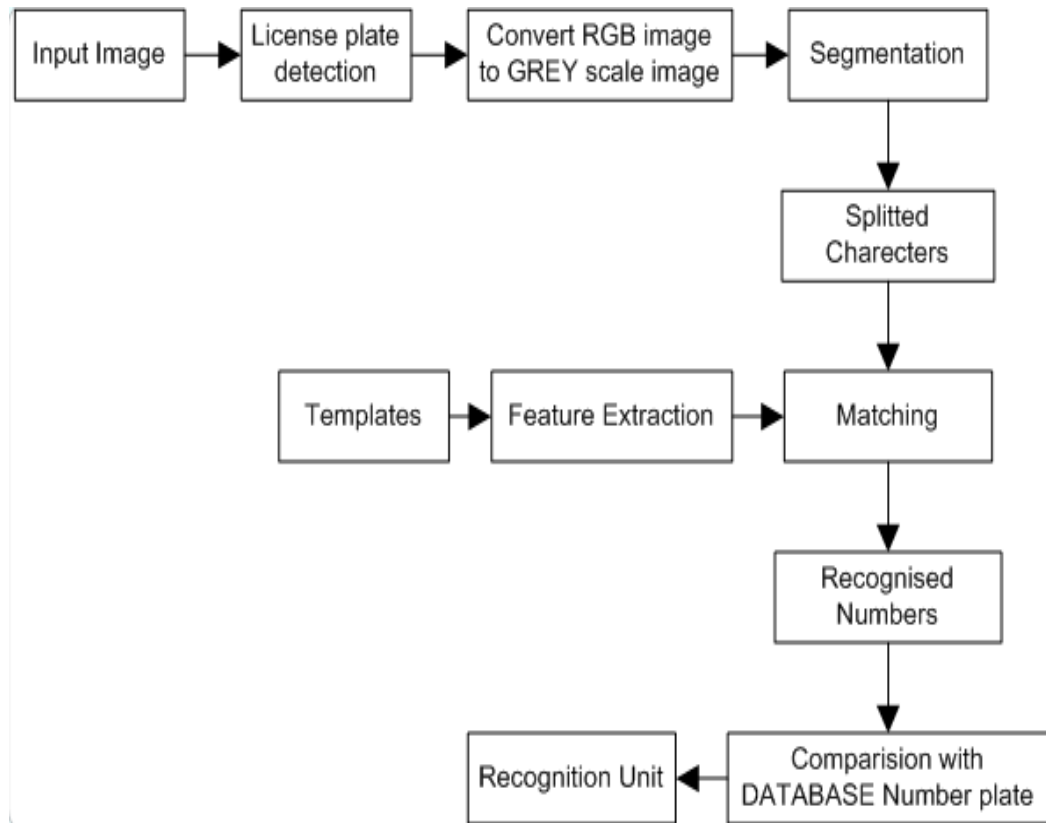 Input Image
License plate
detection
Convert RGB image
to GREY scale image
Segmentation
Splitted
Charecters
Templates
Feature Extraction
Matching
Recognised
Numbers
Recognition Unit
Comparision with
DATABASE Number plate